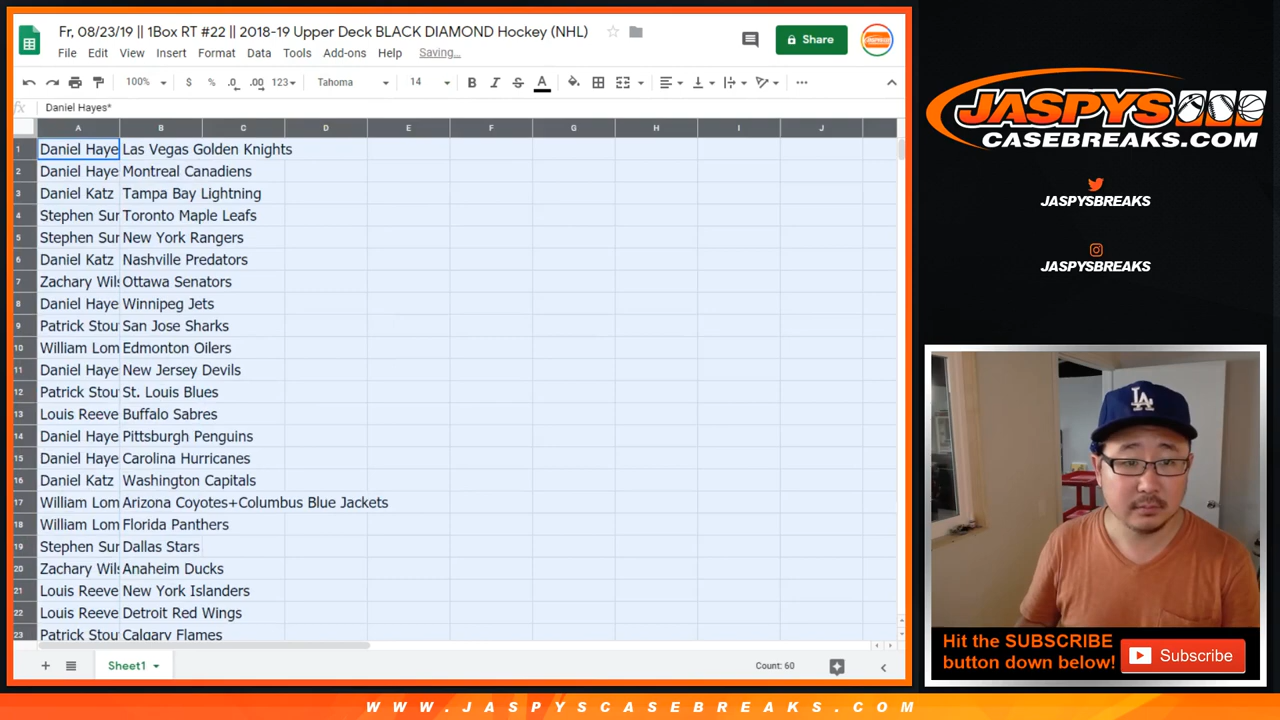 Fr, 08/23/19 || 1Box RT #22 || 2018-19 Upper Deck BLACK DIAMOND Hockey (NHL)
File Edit View Insert Format Data Tools Add-ons Help Saving...
Share
100% $ % .0 .00 123 Tahoma 14 B I S A
fx Daniel Hayes*
A B C D E F G H I J
1 Daniel Haye Las Vegas Golden Knights
2 Daniel Haye Montreal Canadiens
3 Daniel Katz Tampa Bay Lightning
4 Stephen Sur Toronto Maple Leafs
5 Stephen Sur New York Rangers
6 Daniel Katz Nashville Predators
7 Zachary Wils Ottawa Senators
8 Daniel Haye Winnipeg Jets
9 Patrick Stou San Jose Sharks
10 William Lom Edmonton Oilers
11 Daniel Haye New Jersey Devils
12 Patrick Stou St. Louis Blues
13 Louis Reeve Buffalo Sabres
14 Daniel Haye Pittsburgh Penguins
15 Daniel Haye Carolina Hurricanes
16 Daniel Katz Washington Capitals
17 William Lom Arizona Coyotes+Columbus Blue Jackets
18 William Lom Florida Panthers
19 Stephen Sur Dallas Stars
20 Zachary Wils Anaheim Ducks
21 Louis Reeve New York Islanders
22 Louis Reeve Detroit Red Wings
23 Patrick Stou Calgary Flames
Sheet1
Count: 60
JASPYS
CASEBREAKS.COM
JASPYSBREAKS
JASPYSBREAKS
LA
Hit the SUBSCRIBE
button down below!
Subscribe
WWW.JASPYSCASEBREAKS.COM